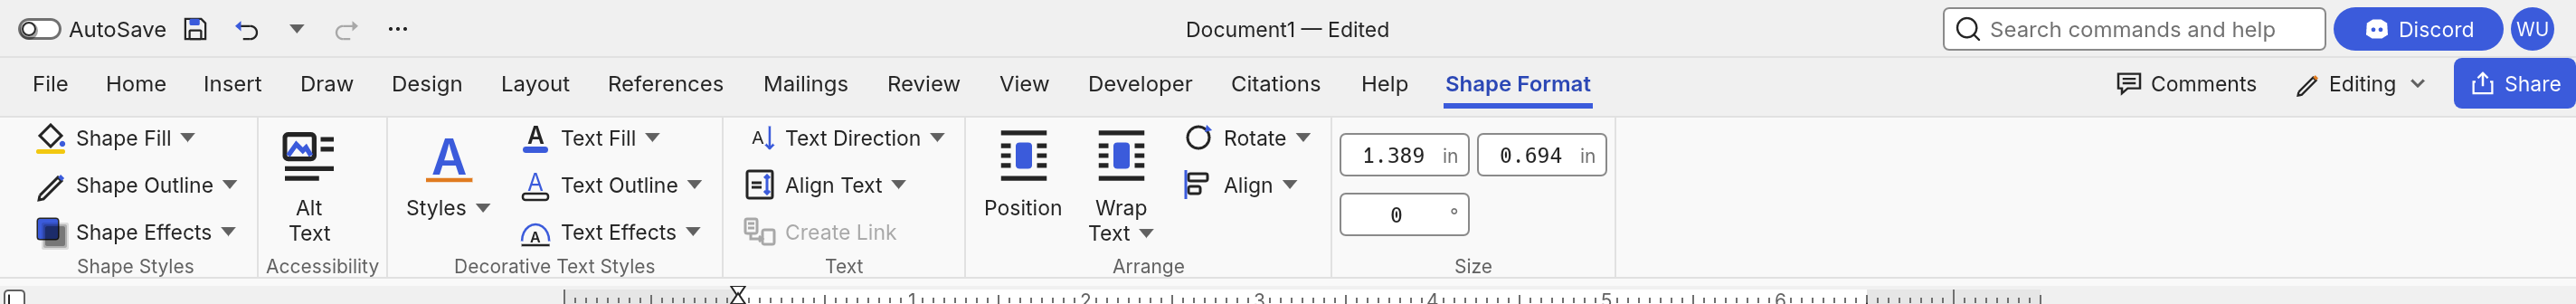 AutoSave
Document1 — Edited
Search commands and help
Discord
WU
File Home Insert Draw Design Layout References Mailings Review View Developer Citations Help Shape Format
Comments
Editing
Share
Shape Fill
Shape Outline
Shape Effects
Shape Styles
Alt
Text
Accessibility
A
Styles
A Text Fill
A Text Outline
A Text Effects
Decorative Text Styles
A Text Direction
Align Text
Create Link
Text
Position
Wrap
Text
Rotate
Align
Arrange
1.389 in
0.694 in
0 °
Size
1 2 3 4 5 6